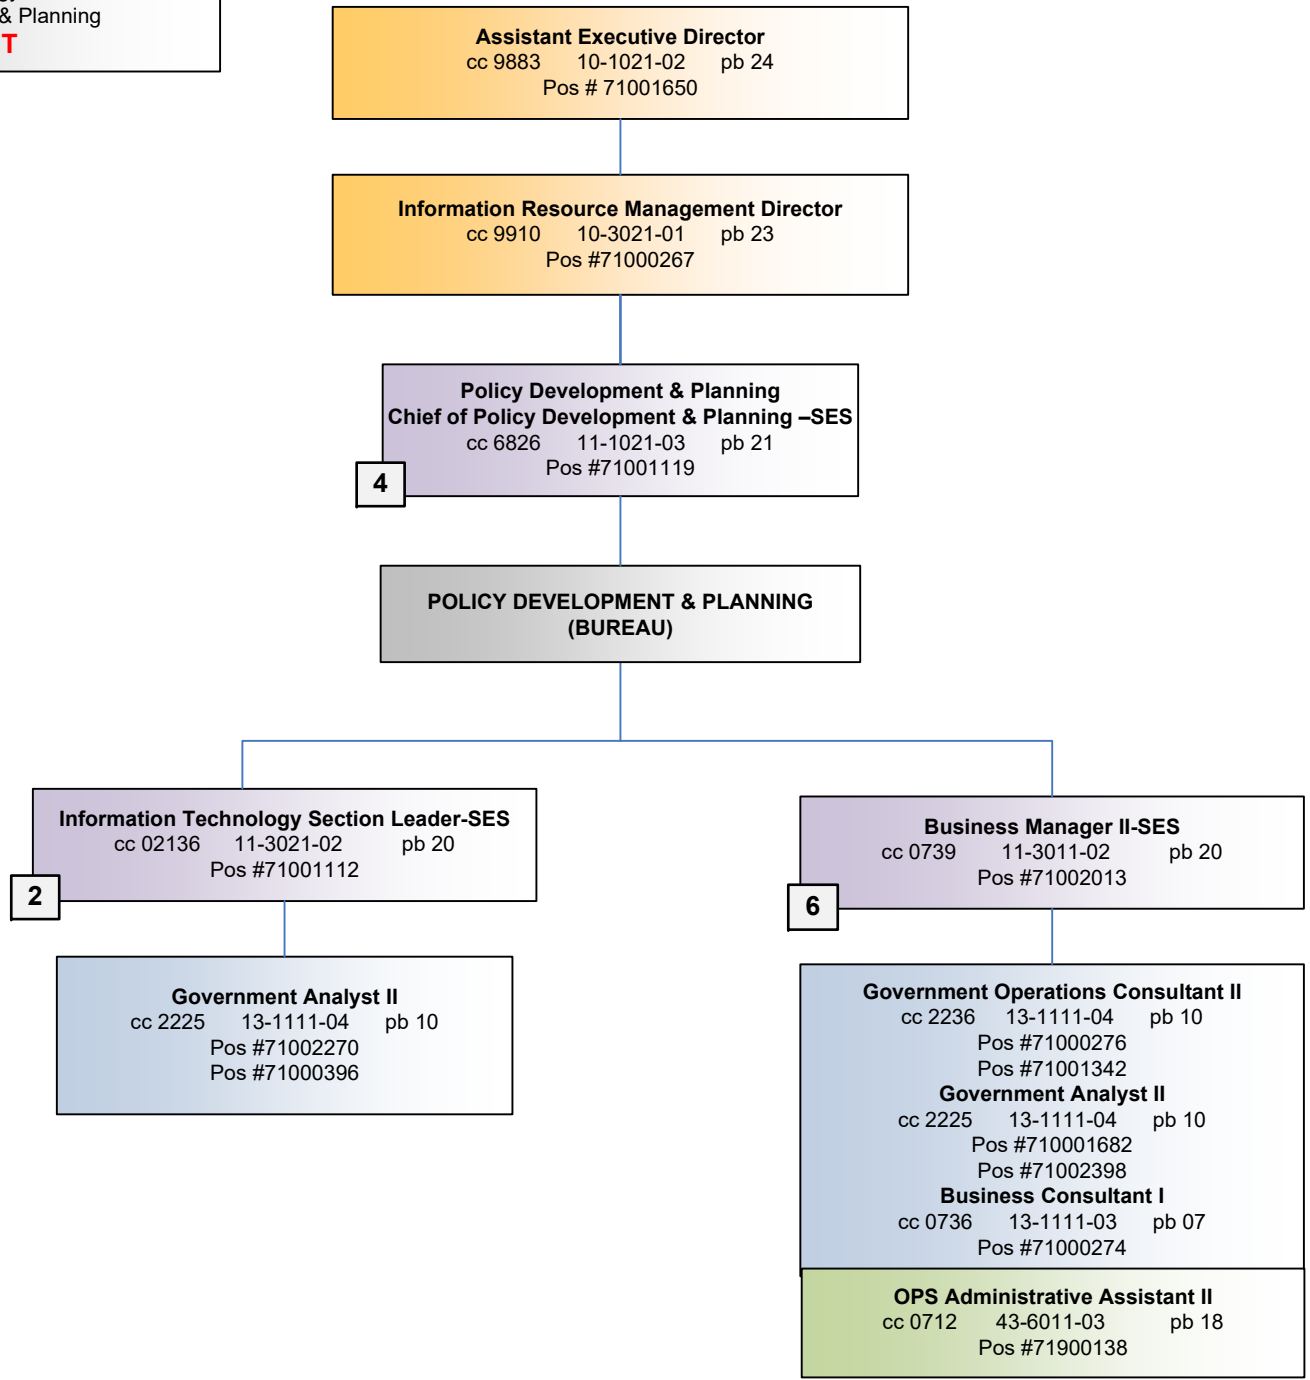 & Planning
T
Assistant Executive Director
cc 9883 10-1021-02 pb 24
Pos # 71001650
Information Resource Management Director
cc 9910 10-3021-01 pb 23
Pos #71000267
Policy Development & Planning
Chief of Policy Development & Planning –SES
cc 6826 11-1021-03 pb 21
Pos #71001119
4
POLICY DEVELOPMENT & PLANNING
(BUREAU)
Information Technology Section Leader-SES
cc 02136 11-3021-02 pb 20
Pos #71001112
2
Government Analyst II
cc 2225 13-1111-04 pb 10
Pos #71002270
Pos #71000396
Business Manager II-SES
cc 0739 11-3011-02 pb 20
Pos #71002013
6
Government Operations Consultant II
cc 2236 13-1111-04 pb 10
Pos #71000276
Pos #71001342
Government Analyst II
cc 2225 13-1111-04 pb 10
Pos #710001682
Pos #71002398
Business Consultant I
cc 0736 13-1111-03 pb 07
Pos #71000274
OPS Administrative Assistant II
cc 0712 43-6011-03 pb 18
Pos #71900138